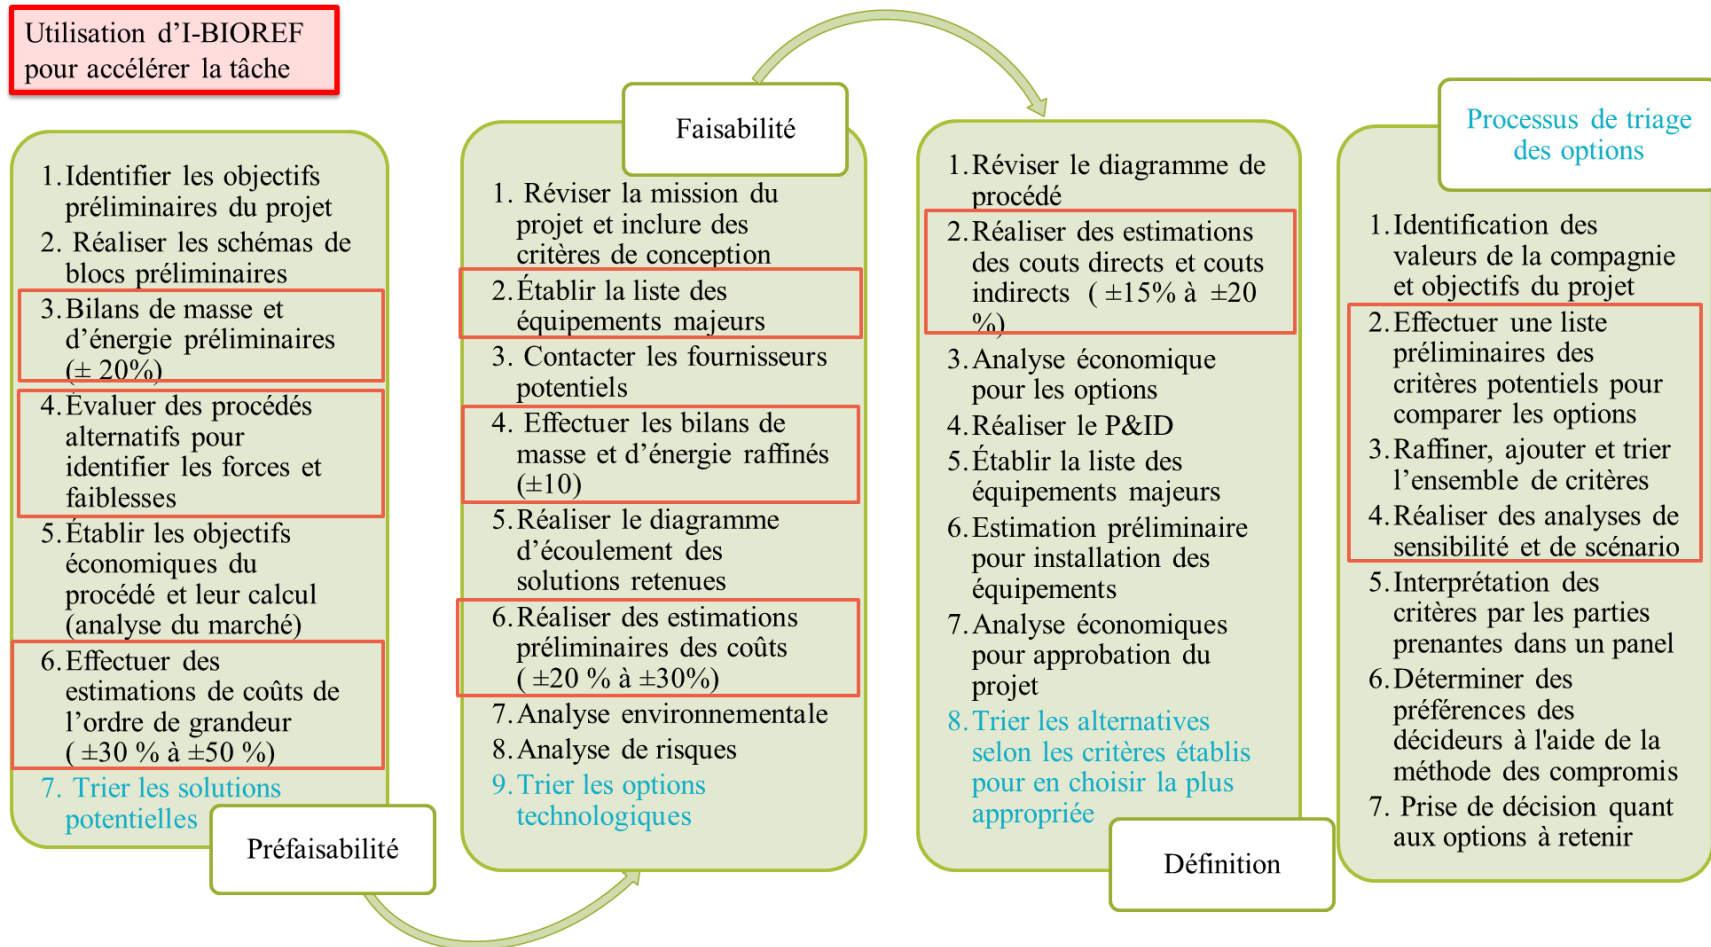 Utilisation d’I-BIOREF
pour accélérer la tâche
1. Identifier les objectifs
préliminaires du projet
2. Réaliser les schémas de
blocs préliminaires
3. Bilans de masse et
d’énergie préliminaires
(± 20%)
4. Évaluer des procédés
alternatifs pour
identifier les forces et
faiblesses
5. Établir les objectifs
économiques du
procédé et leur calcul
(analyse du marché)
6. Effectuer des
estimations de coûts de
l’ordre de grandeur
( ±30 % à ±50 %)
7. Trier les solutions
potentielles
Préfaisabilité
Faisabilité
1. Réviser la mission du
projet et inclure des
critères de conception
2. Établir la liste des
équipements majeurs
3. Contacter les fournisseurs
potentiels
4. Effectuer les bilans de
masse et d’énergie raffinés
(±10)
5. Réaliser le diagramme
d’écoulement des
solutions retenues
6. Réaliser des estimations
préliminaires des coûts
( ±20 % à ±30%)
7. Analyse environnementale
8. Analyse de risques
9. Trier les options
technologiques
1. Réviser le diagramme de
procédé
2. Réaliser des estimations
des couts directs et couts
indirects ( ±15% à ±20
%)
3. Analyse économique
pour les options
4. Réaliser le P&ID
5. Établir la liste des
équipements majeurs
6. Estimation préliminaire
pour installation des
équipements
7. Analyse économiques
pour approbation du
projet
8. Trier les alternatives
selon les critères établis
pour en choisir la plus
appropriée
Définition
Processus de triage
des options
1. Identification des
valeurs de la compagnie
et objectifs du projet
2. Effectuer une liste
préliminaires des
critères potentiels pour
comparer les options
3. Raffiner, ajouter et trier
l’ensemble de critères
4. Réaliser des analyses de
sensibilité et de scénario
5. Interprétation des
critères par les parties
prenantes dans un panel
6. Déterminer des
préférences des
décideurs à l'aide de la
méthode des compromis
7. Prise de décision quant
aux options à retenir